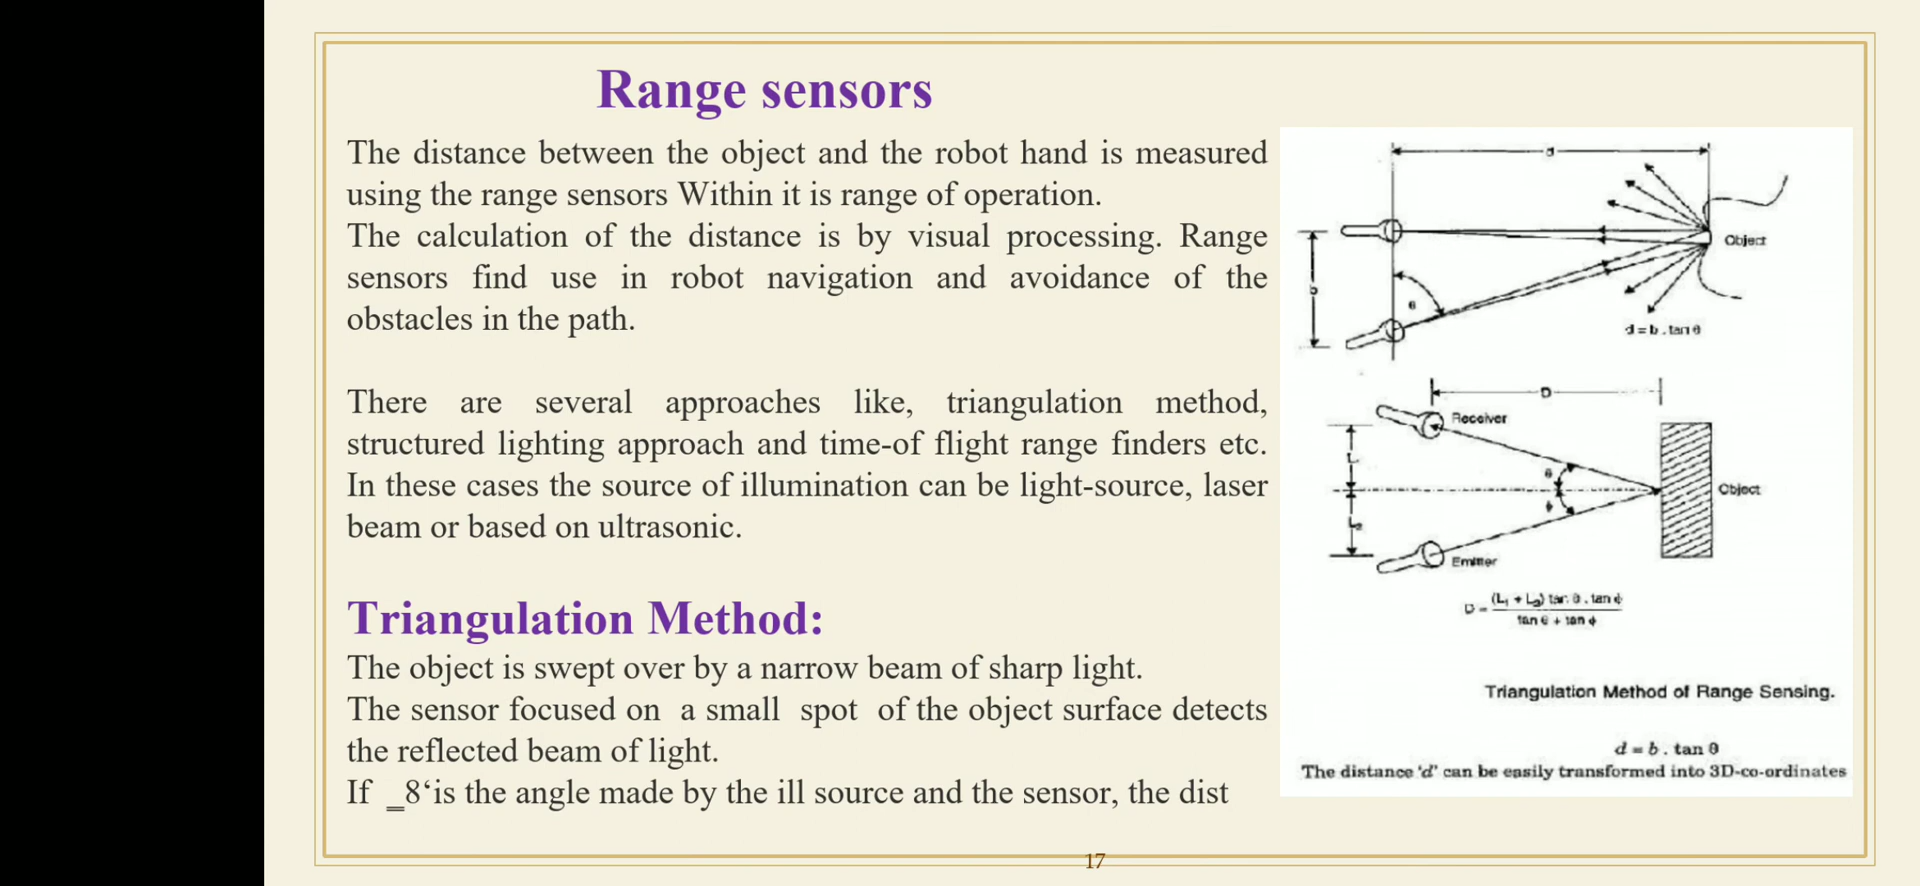 Range sensors
The distance between the object and the robot hand is measured
using the range sensors Within it is range of operation.
The calculation of the distance is by visual processing. Range
sensors find use in robot navigation and avoidance of the
obstacles in the path.
There are several approaches like, triangulation method,
structured lighting approach and time-of flight range finders etc.
In these cases the source of illumination can be light-source, laser
beam or based on ultrasonic.
Triangulation Method:
The object is swept over by a narrow beam of sharp light.
The sensor focused on a small spot of the object surface detects
the reflected beam of light.
If _8‘is the angle made by the ill source and the sensor, the dist
d
Object
b
θ
d = b . tan θ
D
Receiver
L
θ
Object
ϕ
L₂
Emitter
D = (L₁ + L₂) tan θ . tan ϕ
tan θ + tan ϕ
Triangulation Method of Range Sensing.
d = b . tan θ
The distance 'd' can be easily transformed into 3D-co-ordinates
17